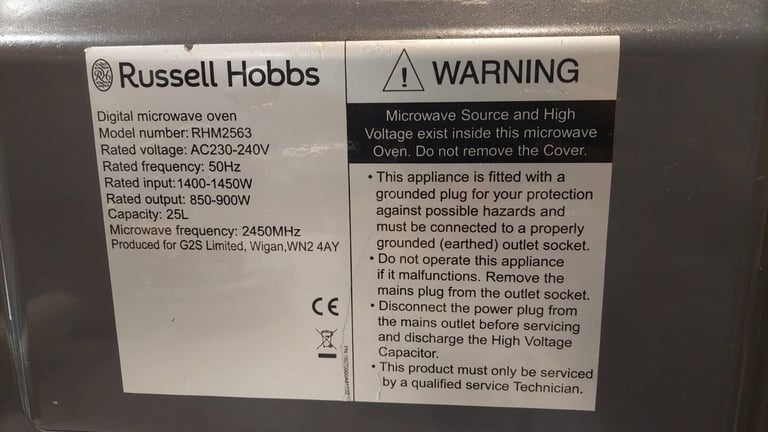 Russell Hobbs
Digital microwave oven
Model number: RHM2563
Rated voltage: AC230-240V
Rated frequency: 50Hz
Rated input:1400-1450W
Rated output: 850-900W
Capacity: 25L
Microwave frequency: 2450MHz
Produced for G2S Limited, Wigan,WN2 4AY
CE
! WARNING
Microwave Source and High
Voltage exist inside this microwave
Oven. Do not remove the Cover.
• This appliance is fitted with a
grounded plug for your protection
against possible hazards and
must be connected to a properly
grounded (earthed) outlet socket.
• Do not operate this appliance
if it malfunctions. Remove the
mains plug from the outlet socket.
• Disconnect the power plug from
the mains outlet before servicing
and discharge the High Voltage
Capacitor.
• This product must only be serviced
by a qualified service Technician.